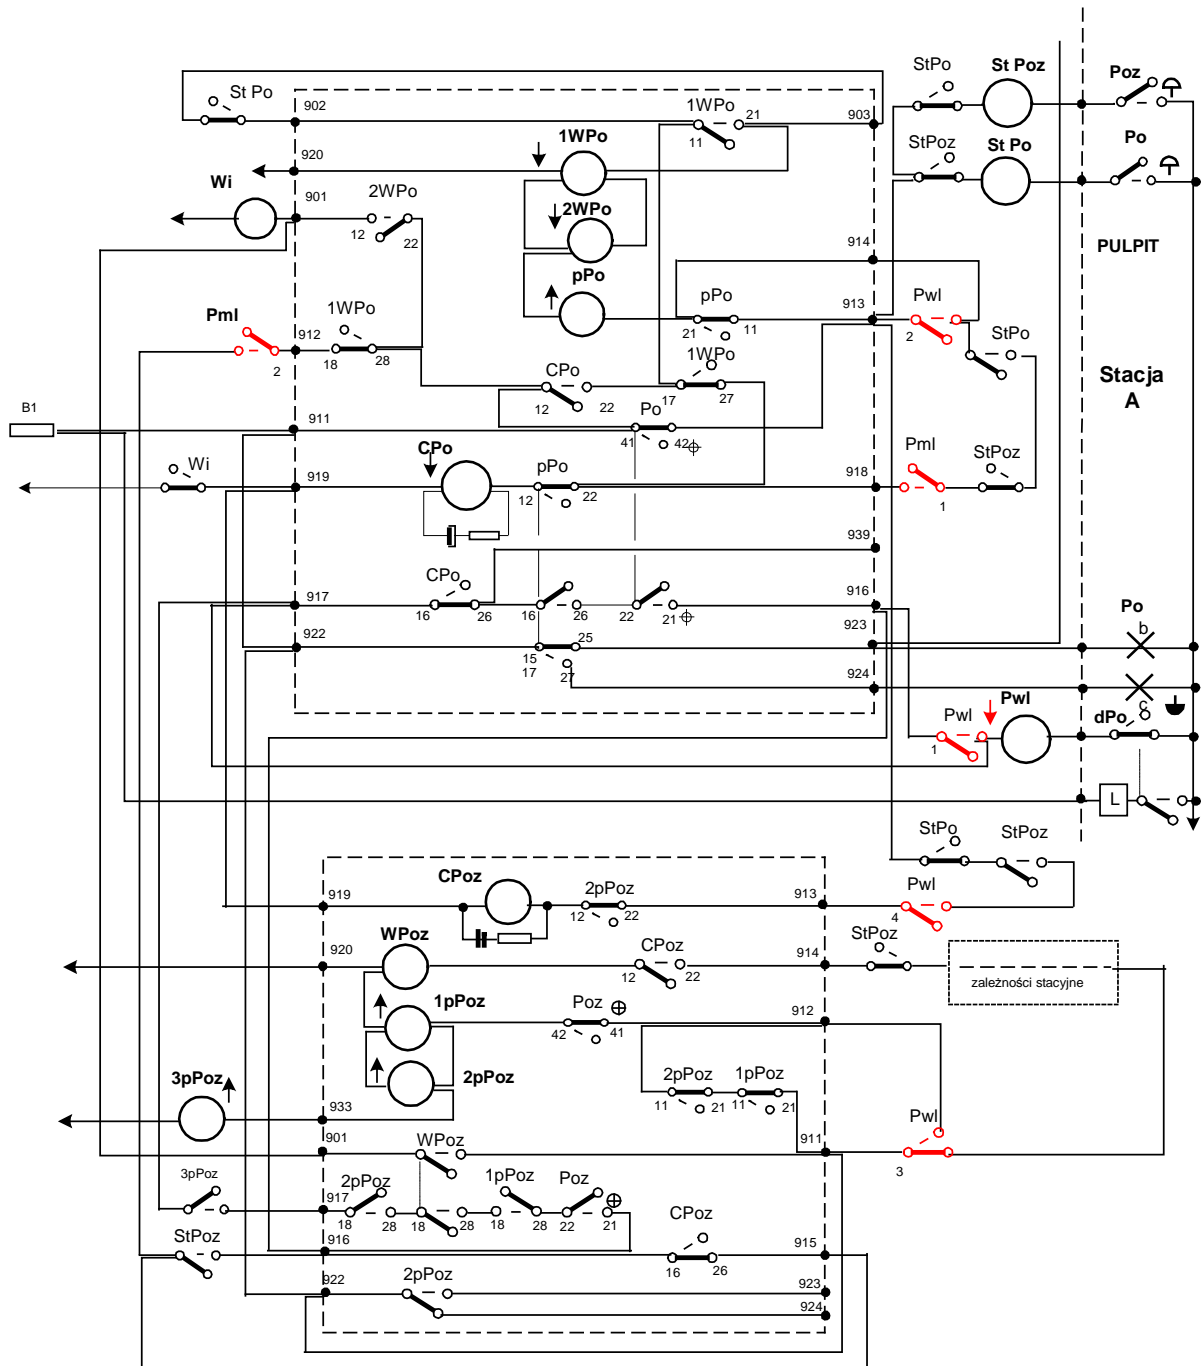 StPo
St Poz
Poz
St Po
902
1WPo
21
903
11
StPoz
St Po
Po
920
1WPo
Wi
901
2WPo
2WPo
12
22
914
PULPIT
pPo
pPo
913
Pwl
Pml
1WPo
912
21
11
2
StPo
18
28
1WPo
2
CPo
17
27
Stacja
A
B1
12
22
Po
911
41
42
CPo
Pml
StPoz
Wi
919
pPo
918
12
22
1
939
CPo
917
916
16
26
16
26
22
21
Po
922
25
923
b
15
17
27
924
c
Pwl
Pwl
dPo
1
L
StPo
StPoz
CPoz
919
2pPoz
913
Pwl
12
22
4
WPoz
StPoz
920
CPoz
914
12
22
zależności stacyjne
1pPoz
Poz
912
42
41
3pPoz
2pPoz
2pPoz
1pPoz
11
21
11
21
933
Pwl
901
WPoz
911
3pPoz
2pPoz
1pPoz
Poz
3
917
18
28
18
28
18
28
22
21
CPoz
StPoz
916
915
16
26
922
2pPoz
923
924